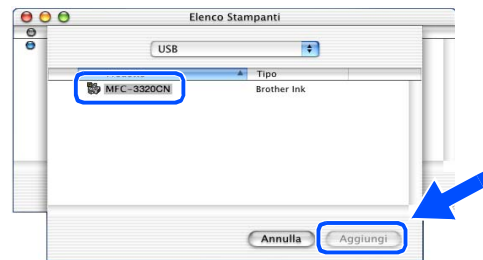 Elenco Stampanti
USB
Tipo
MFC-3320CN Brother Ink
Annulla Aggiungi